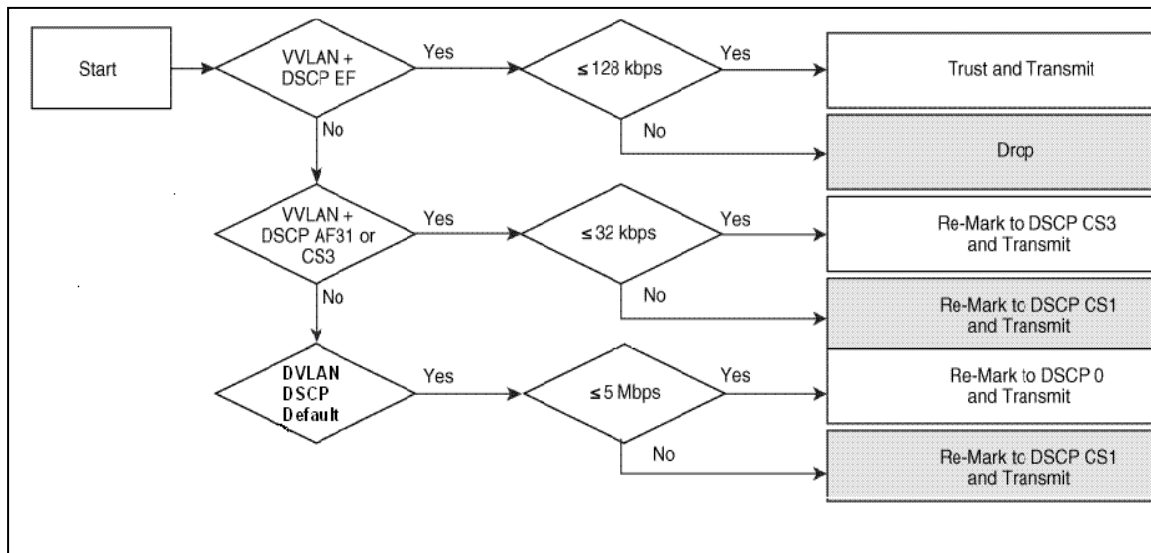 Start
VVLAN +
DSCP EF
Yes
≤ 128 kbps
Yes
Trust and Transmit
No
Drop
No
VVLAN +
DSCP AF31 or
CS3
Yes
≤ 32 kbps
Yes
Re-Mark to DSCP CS3
and Transmit
No
Re-Mark to DSCP CS1
and Transmit
No
DVLAN
DSCP
Default
Yes
≤ 5 Mbps
Yes
Re-Mark to DSCP 0
and Transmit
No
Re-Mark to DSCP CS1
and Transmit